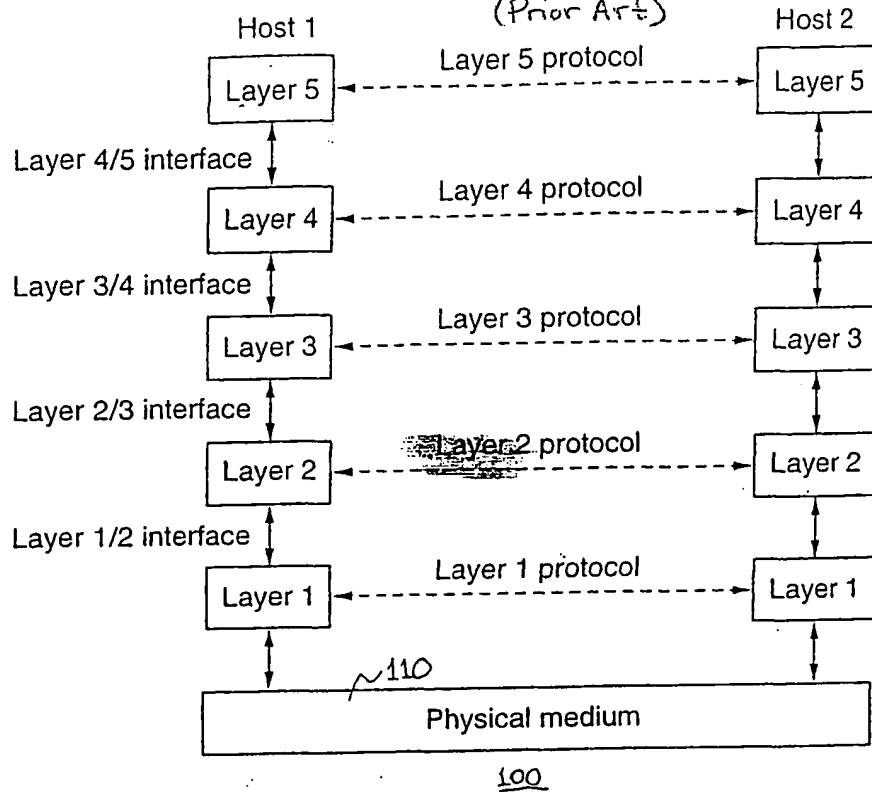 (Prior Art)
Host 1
Host 2
Layer 5 protocol
Layer 5
Layer 5
Layer 4/5 interface
Layer 4 protocol
Layer 4
Layer 4
Layer 3/4 interface
Layer 3 protocol
Layer 3
Layer 3
Layer 2/3 interface
Layer 2 protocol
Layer 2
Layer 2
Layer 1/2 interface
Layer 1 protocol
Layer 1
Layer 1
110
Physical medium
100